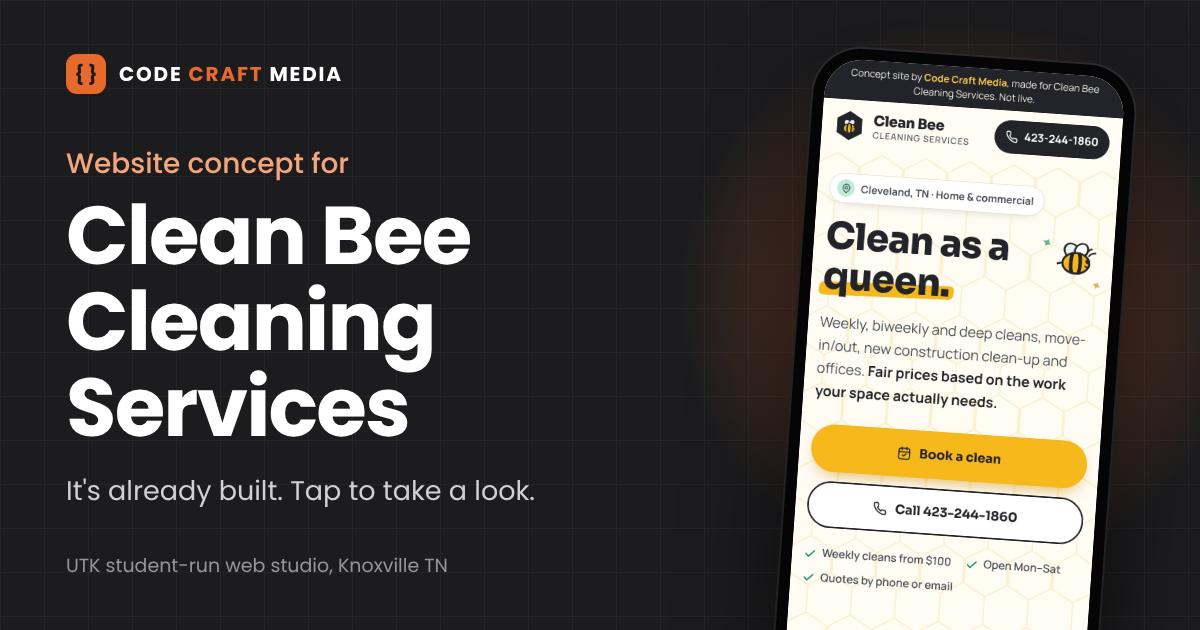 { } CODE CRAFT MEDIA
Website concept for
Clean Bee
Cleaning
Services
It's already built. Tap to take a look.
UTK student-run web studio, Knoxville TN
Concept site by Code Craft Media, made for Clean Bee
Cleaning Services. Not live.
Clean Bee
CLEANING SERVICES
423-244-1860
Cleveland, TN · Home & commercial
Clean as a
queen.
Weekly, biweekly and deep cleans, move-
in/out, new construction clean-up and
offices. Fair prices based on the work
your space actually needs.
Book a clean
Call 423-244-1860
Weekly cleans from $100
Open Mon–Sat
Quotes by phone or email